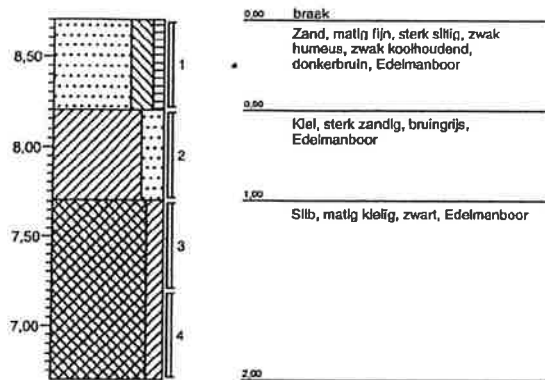 0,00 braak
8,50
1
Zand, matig fijn, sterk siltig, zwak
humeus, zwak koolhoudend,
donkerbruin, Edelmanboor
0,50
8,00
2
Klei, sterk zandig, bruingrijs,
Edelmanboor
1,00
7,50
3
Slib, matig kleiig, zwart, Edelmanboor
7,00
4
2,00